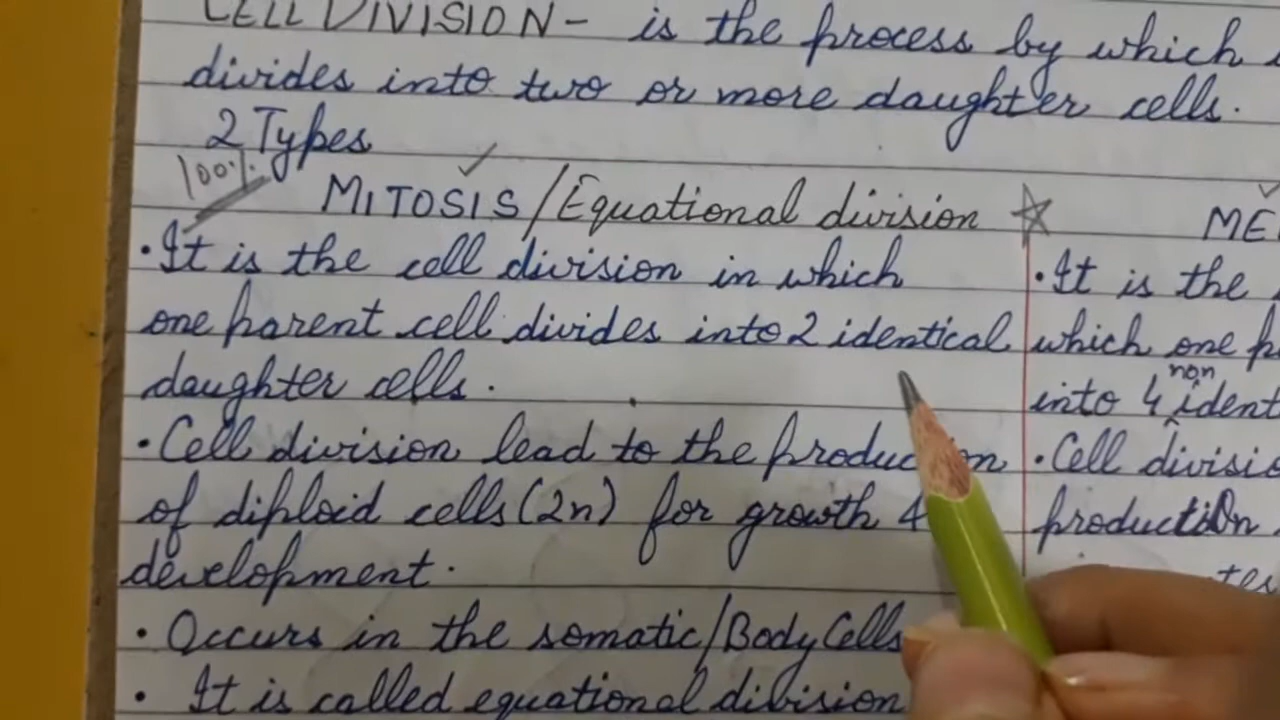 CELL DIVISION - is the process by which
divides into two or more daughter cells.
2 Types
100%
MITOSIS/Equational division
• It is the cell division in which
one parent cell divides into 2 identical
daughter cells.
• Cell division lead to the production
of diploid cells (2n) for growth &
development.
• Occurs in the somatic/Body Cells
• It is called equational division
ME
• It is the
which one p
non
into 4 ident
• Cell divisi
production
tes